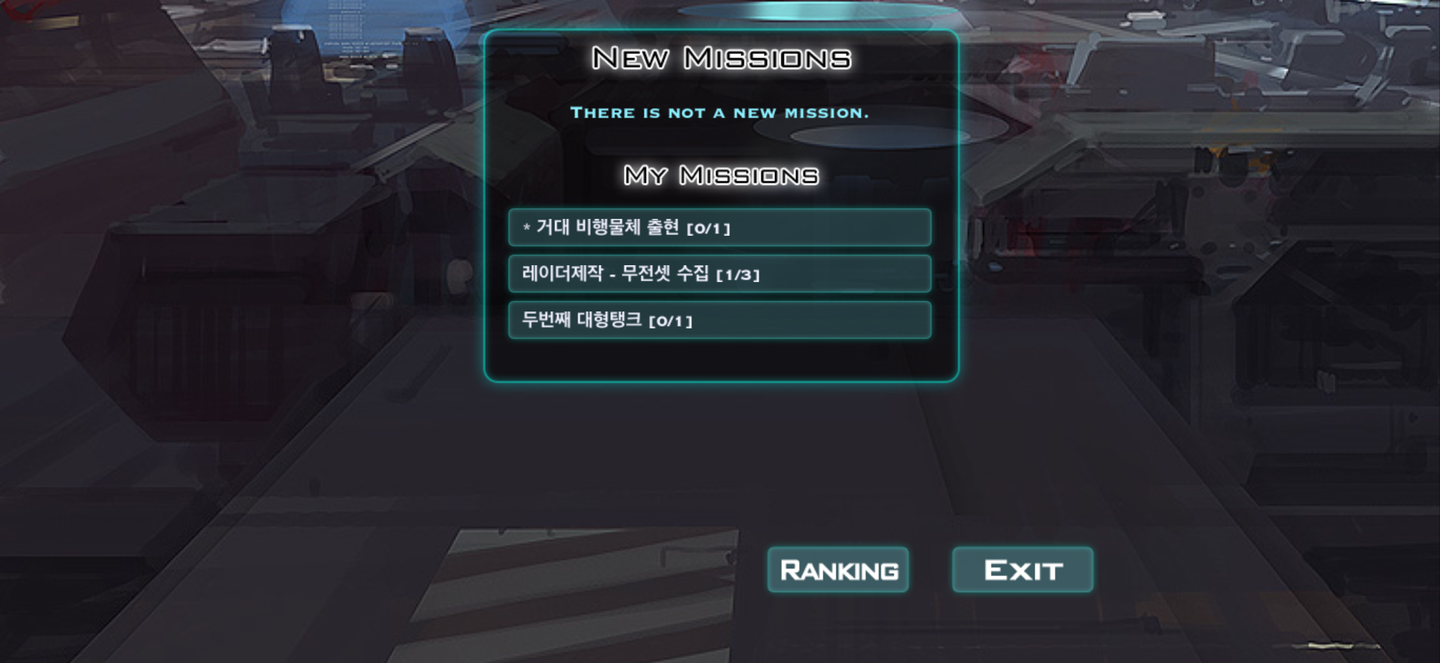 New Missions
There is not a new mission.
My Missions
* 거대 비행물체 출현 [0/1]
레이더제작 - 무전셋 수집 [1/3]
두번째 대형탱크 [0/1]
Ranking
Exit